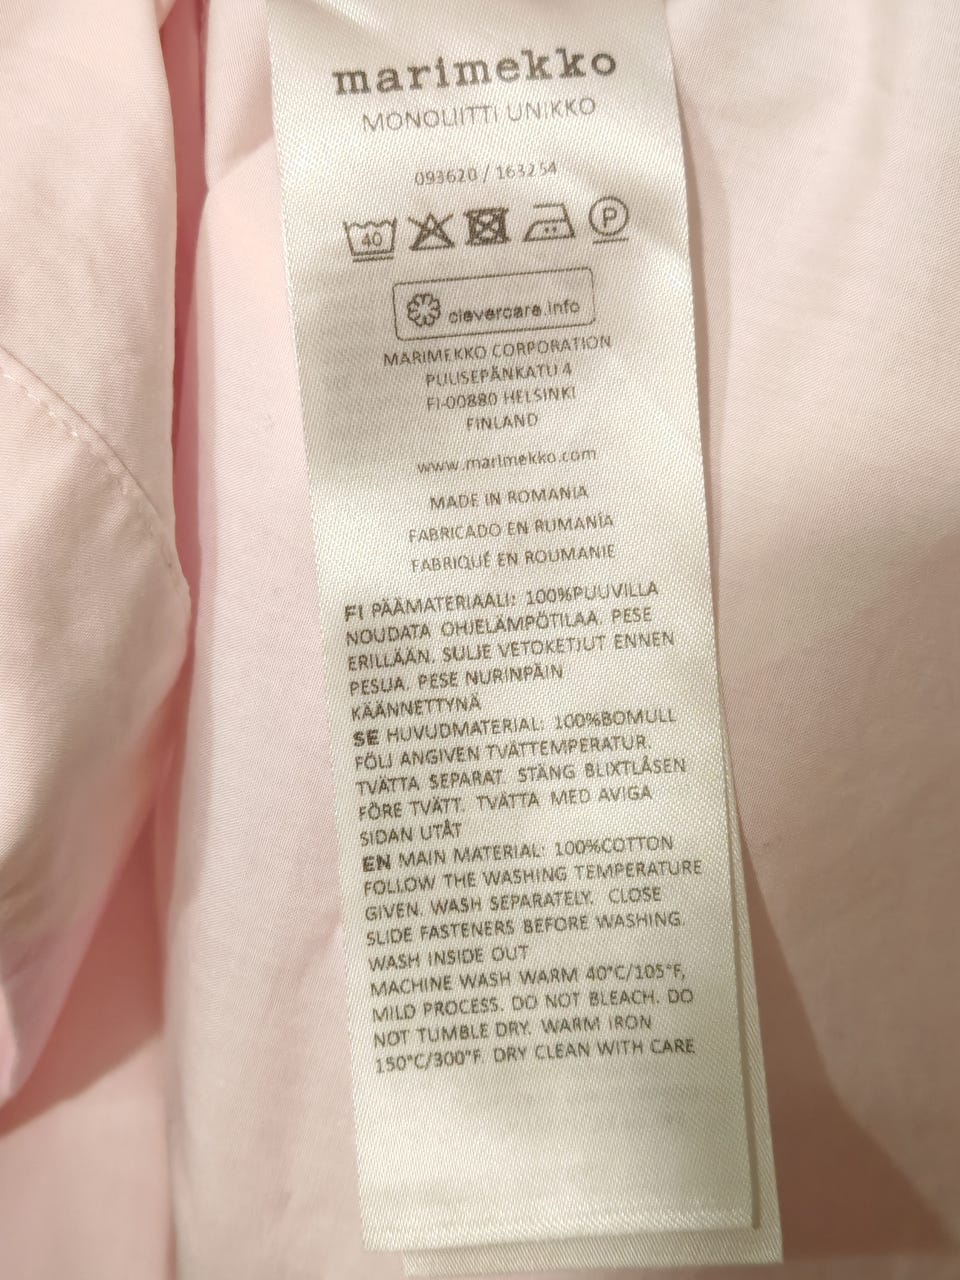 marimekko
MONOLIITTI UNIKKO
093620 / 163254
40 P
clevercare.info
MARIMEKKO CORPORATION
PUUSEPÄNKATU 4
FI-00880 HELSINKI
FINLAND
www.marimekko.com
MADE IN ROMANIA
FABRICADO EN RUMANÍA
FABRIQUÉ EN ROUMANIE
FI PÄÄMATERIAALI: 100%PUUVILLA
NOUDATA OHJELÄMPÖTILAA. PESE
ERILLÄÄN. SULJE VETOKETJUT ENNEN
PESUA. PESE NURINPÄIN
KÄÄNNETTYNÄ
SE HUVUDMATERIAL: 100%BOMULL
FÖLJ ANGIVEN TVÄTTEMPERATUR.
TVÄTTA SEPARAT. STÄNG BLIXTLÅSEN
FÖRE TVÄTT. TVÄTTA MED AVIGA
SIDAN UTÅT
EN MAIN MATERIAL: 100%COTTON
FOLLOW THE WASHING TEMPERATURE
GIVEN. WASH SEPARATELY. CLOSE
SLIDE FASTENERS BEFORE WASHING.
WASH INSIDE OUT
MACHINE WASH WARM 40°C/105°F,
MILD PROCESS. DO NOT BLEACH. DO
NOT TUMBLE DRY. WARM IRON
150°C/300°F. DRY CLEAN WITH CARE